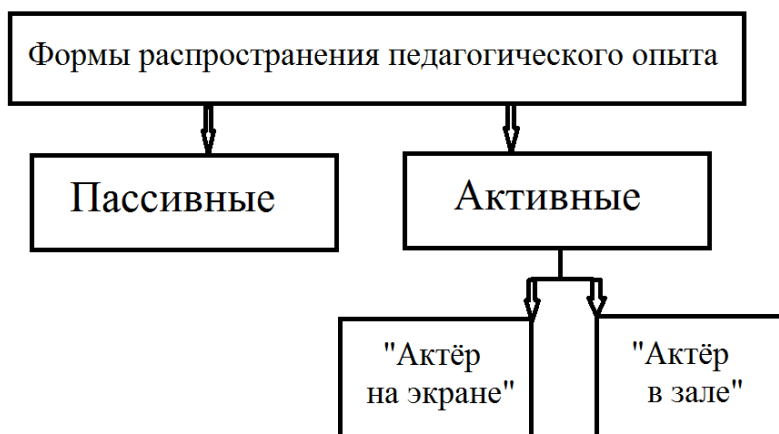 Формы распространения педагогического опыта
Пассивные
Активные
"Актёр
на экране"
"Актёр
в зале"